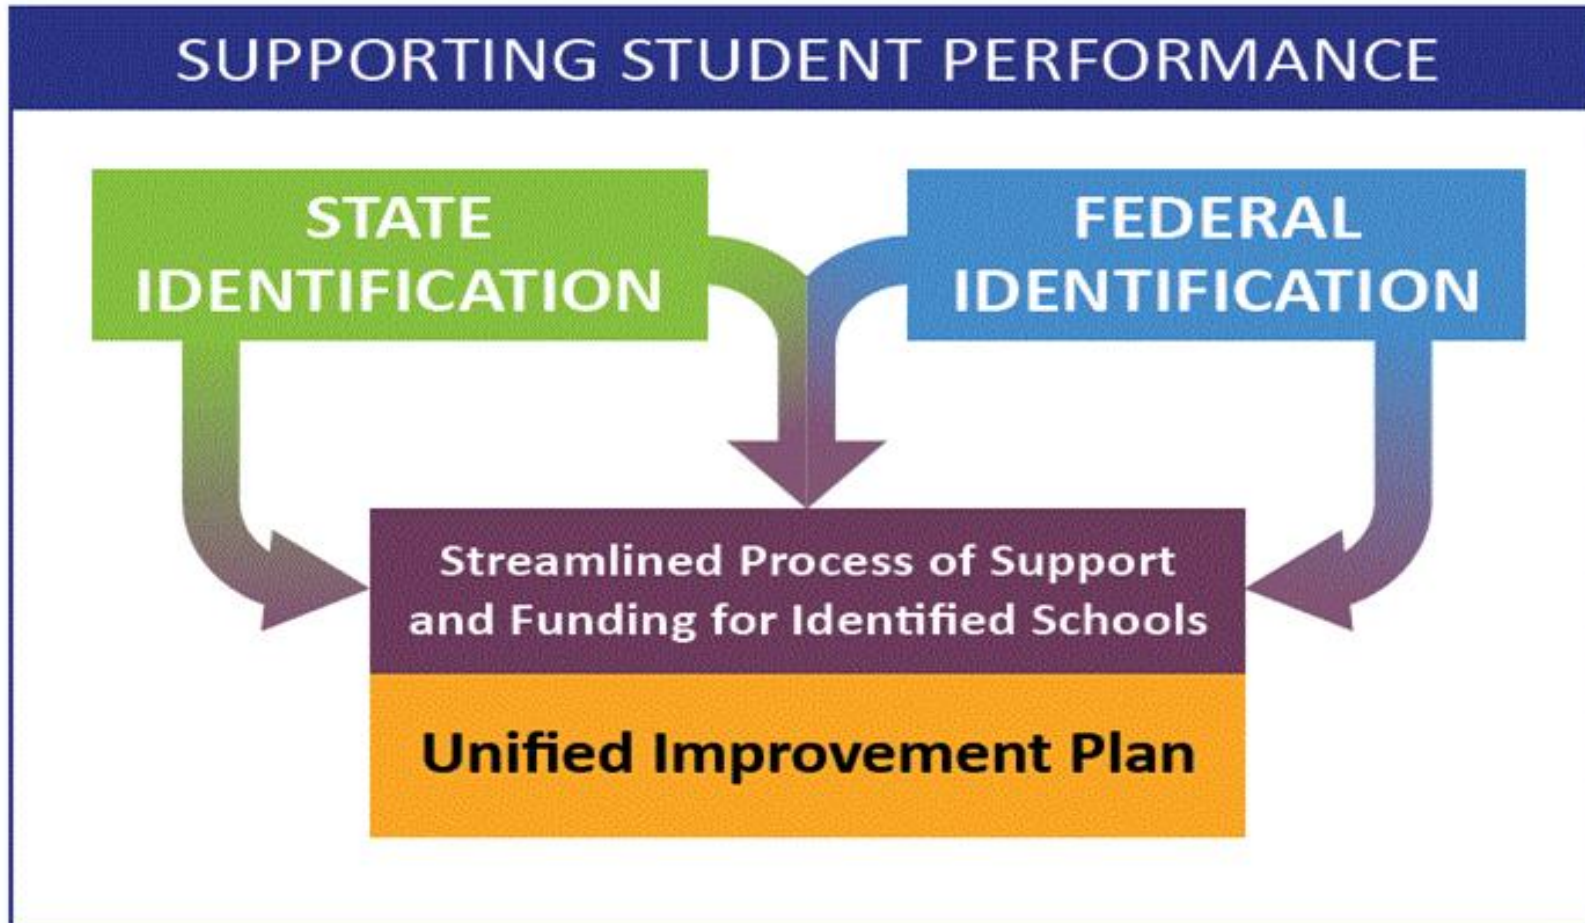 SUPPORTING STUDENT PERFORMANCE
STATE
IDENTIFICATION
FEDERAL
IDENTIFICATION
Streamlined Process of Support
and Funding for Identified Schools
Unified Improvement Plan